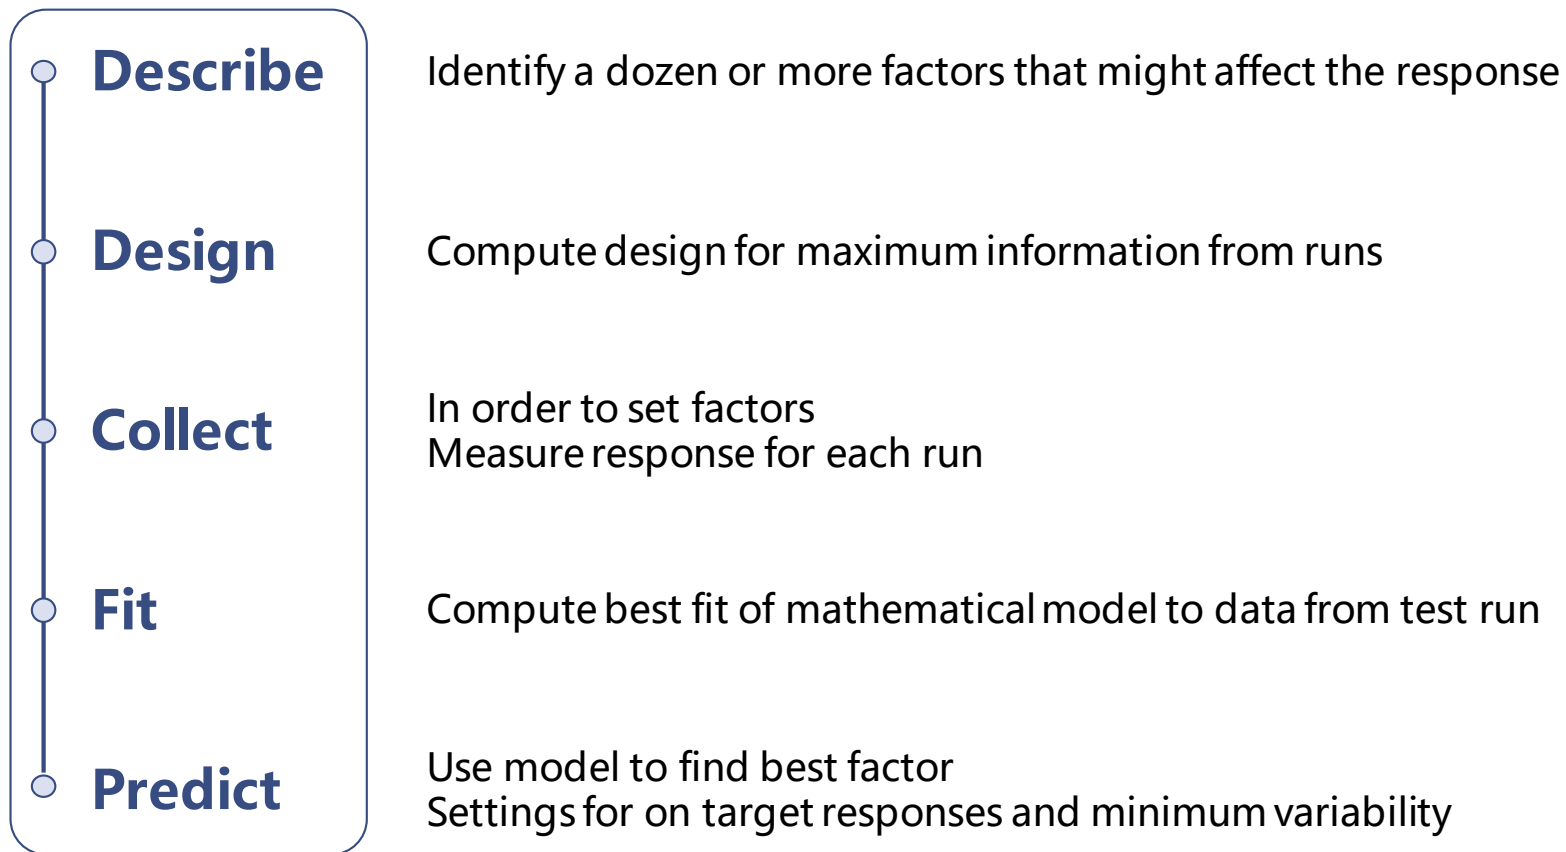 Describe
Identify a dozen or more factors that might affect the response
Design
Compute design for maximum information from runs
Collect
In order to set factors
Measure response for each run
Fit
Compute best fit of mathematical model to data from test run
Predict
Use model to find best factor
Settings for on target responses and minimum variability